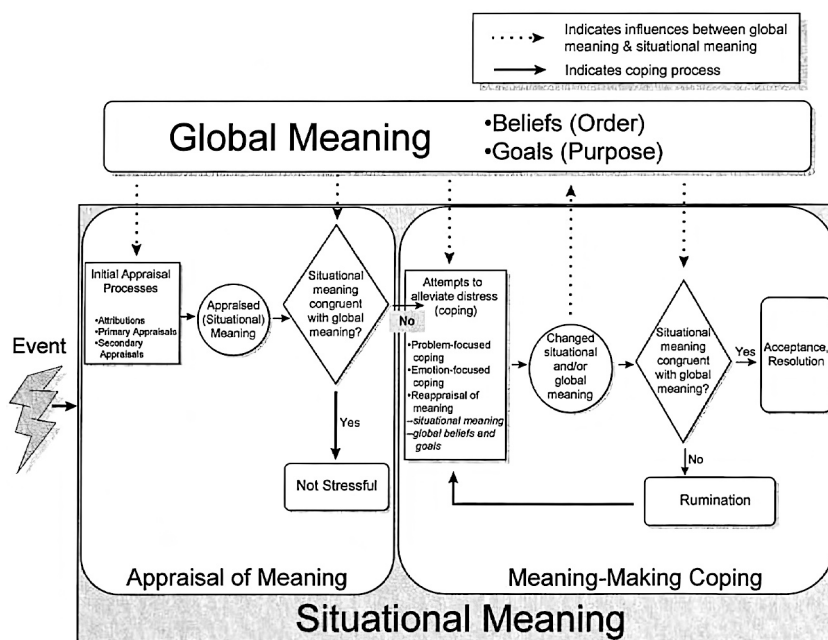 Indicates influences between global
meaning & situational meaning
Indicates coping process
Global Meaning
•Beliefs (Order)
•Goals (Purpose)
Event
Initial Appraisal
Processes
•Attributions
•Primary Appraisals
•Secondary
Appraisals
Appraised
(Situational)
Meaning
Situational
meaning
congruent
with global
meaning?
Yes
Not Stressful
No
Appraisal of Meaning
Attempts to
alleviate distress
(coping)
•Problem-focused
coping
•Emotion-focused
coping
•Reappraisal of
meaning
–situational meaning
–global beliefs and
goals
Changed
situational
and/or
global
meaning
Situational
meaning
congruent
with global
meaning?
Yes
Acceptance,
Resolution
No
Rumination
Meaning-Making Coping
Situational Meaning